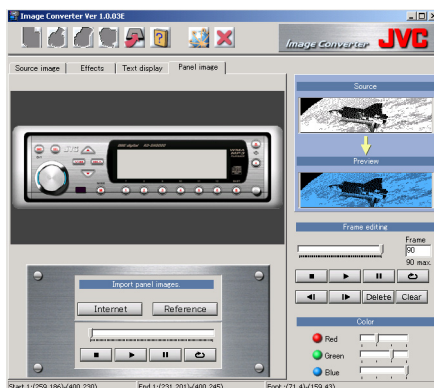 Image Converter Ver 1.0.03E
Image Converter JVC
Source image Effects Text display Panel image
Source
Preview
Frame editing
Frame
90
90 max.
Delete Clear
Import panel images.
Internet Reference
Color
Red
Green
Blue
Start 1:(259,186)-(400,230) End 1:(231,201)-(400,245) Font :(71,4)-(159,43)